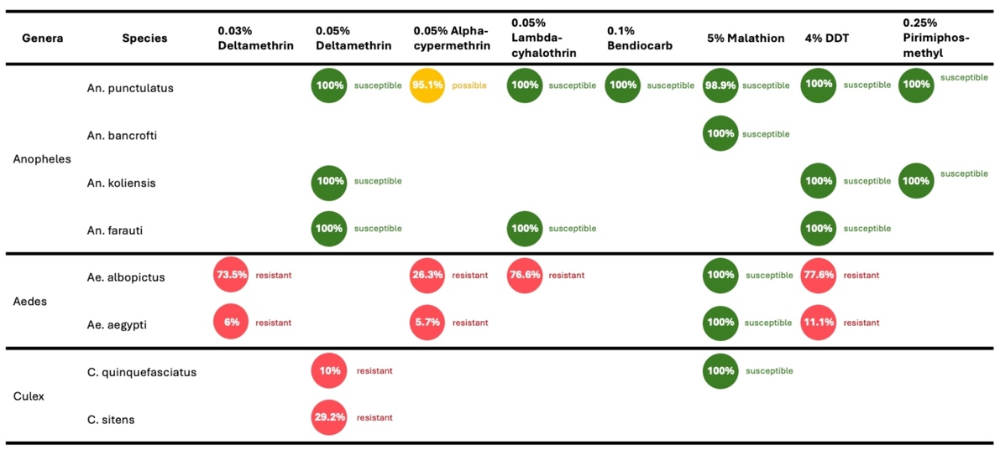 Genera Species 0.03% Deltamethrin 0.05% Deltamethrin 0.05% Alpha-cypermethrin 0.05% Lambda-cyhalothrin 0.1% Bendiocarb 5% Malathion 4% DDT 0.25% Pirimiphos-methyl
An. punctulatus 100% susceptible 95.1% possible 100% susceptible 100% susceptible 98.9% susceptible 100% susceptible 100% susceptible
An. bancrofti 100% susceptible
Anopheles
An. koliensis 100% susceptible 100% susceptible 100% susceptible
An. farauti 100% susceptible 100% susceptible 100% susceptible
Ae. albopictus 73.5% resistant 26.3% resistant 76.6% resistant 100% susceptible 77.6% resistant
Aedes
Ae. aegypti 6% resistant 5.7% resistant 100% susceptible 11.1% resistant
C. quinquefasciatus 10% resistant 100% susceptible
Culex
C. sitens 29.2% resistant